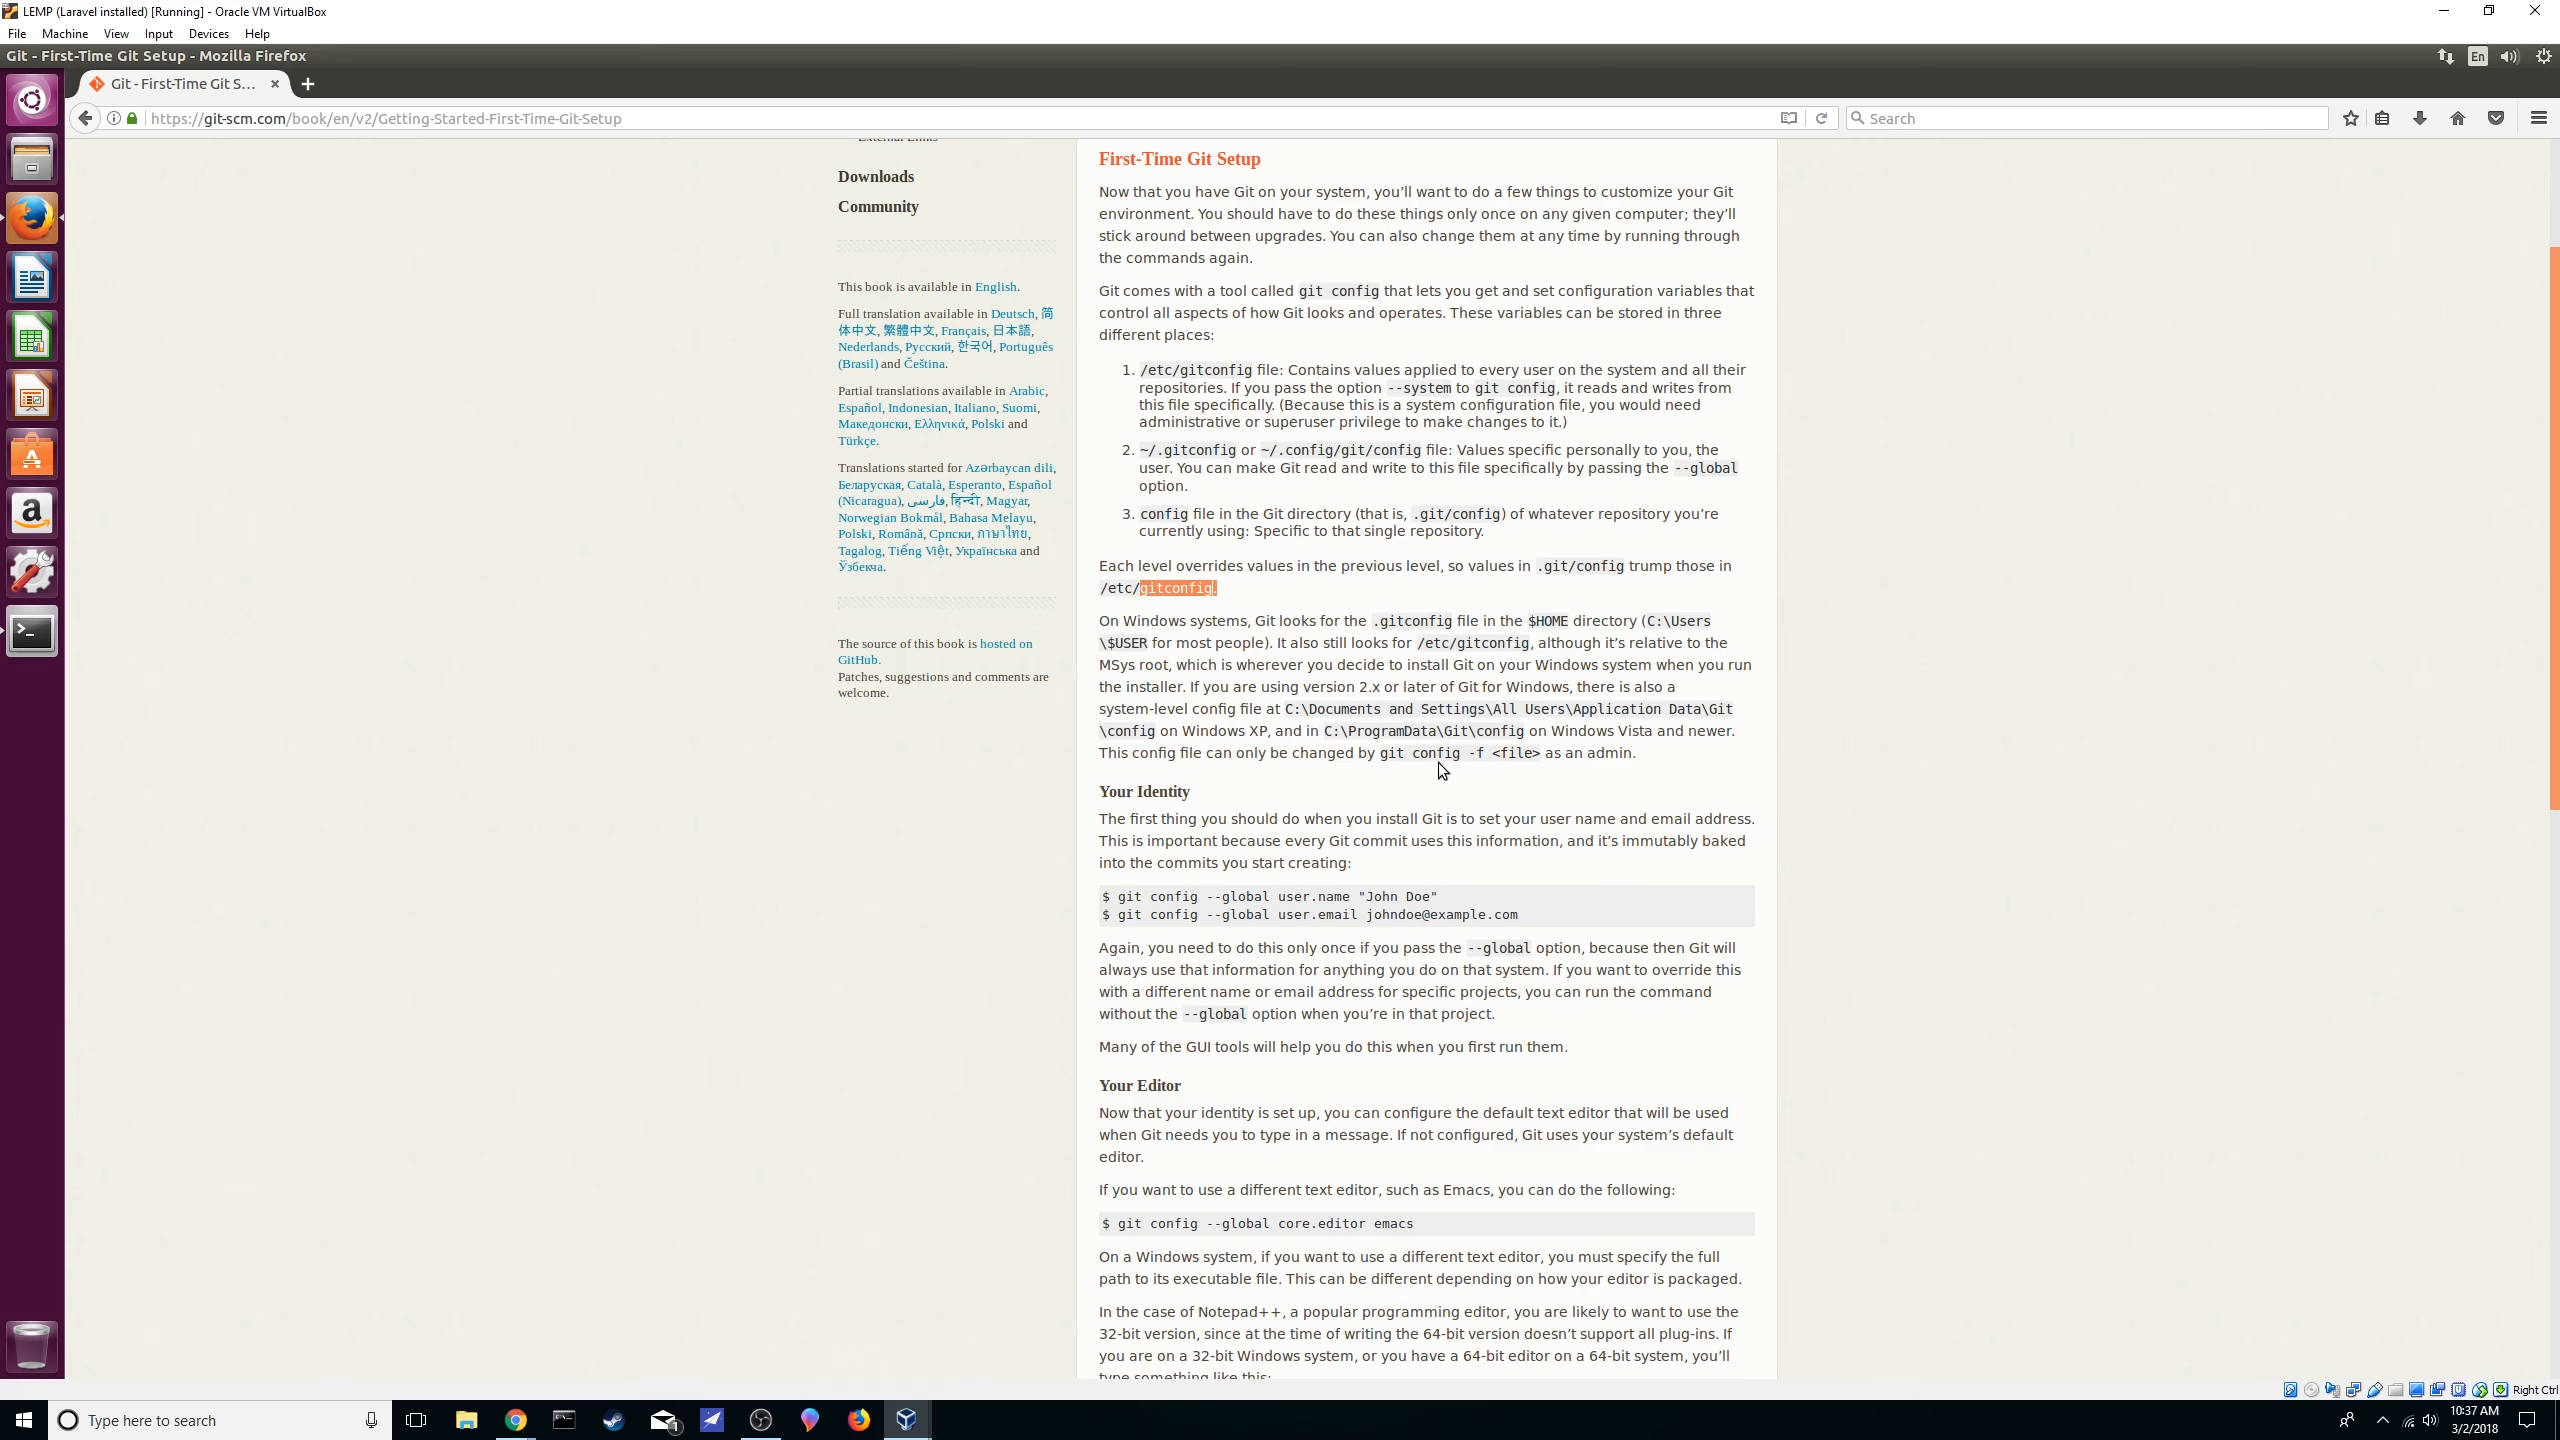 LEMP (Laravel installed) [Running] - Oracle VM VirtualBox
File Machine View Input Devices Help
Git - First-Time Git Setup - Mozilla Firefox
En
Git - First-Time Git S...
https://git-scm.com/book/en/v2/Getting-Started-First-Time-Git-Setup
Search
Downloads
Community
This book is available in English.
Full translation available in Deutsch, 简
体中文, 繁體中文, Français, 日本語,
Nederlands, Русский, 한국어, Português
(Brasil) and Čeština.
Partial translations available in Arabic,
Español, Indonesian, Italiano, Suomi,
Македонски, Ελληνικά, Polski and
Türkçe.
Translations started for Azərbaycan dili,
Беларуская, Català, Esperanto, Español
(Nicaragua), فارسی, हिन्दी, Magyar,
Norwegian Bokmål, Bahasa Melayu,
Polski, Română, Српски, ภาษาไทย,
Tagalog, Tiếng Việt, Українська and
Ўзбекча.
The source of this book is hosted on
GitHub.
Patches, suggestions and comments are
welcome.
First-Time Git Setup
Now that you have Git on your system, you’ll want to do a few things to customize your Git
environment. You should have to do these things only once on any given computer; they’ll
stick around between upgrades. You can also change them at any time by running through
the commands again.
Git comes with a tool called git config that lets you get and set configuration variables that
control all aspects of how Git looks and operates. These variables can be stored in three
different places:
1. /etc/gitconfig file: Contains values applied to every user on the system and all their
repositories. If you pass the option --system to git config, it reads and writes from
this file specifically. (Because this is a system configuration file, you would need
administrative or superuser privilege to make changes to it.)
2. ~/.gitconfig or ~/.config/git/config file: Values specific personally to you, the
user. You can make Git read and write to this file specifically by passing the --global
option.
3. config file in the Git directory (that is, .git/config) of whatever repository you’re
currently using: Specific to that single repository.
Each level overrides values in the previous level, so values in .git/config trump those in
/etc/gitconfig.
On Windows systems, Git looks for the .gitconfig file in the $HOME directory (C:\Users
\$USER for most people). It also still looks for /etc/gitconfig, although it’s relative to the
MSys root, which is wherever you decide to install Git on your Windows system when you run
the installer. If you are using version 2.x or later of Git for Windows, there is also a
system-level config file at C:\Documents and Settings\All Users\Application Data\Git
\config on Windows XP, and in C:\ProgramData\Git\config on Windows Vista and newer.
This config file can only be changed by git config -f <file> as an admin.
Your Identity
The first thing you should do when you install Git is to set your user name and email address.
This is important because every Git commit uses this information, and it’s immutably baked
into the commits you start creating:
$ git config --global user.name "John Doe"
$ git config --global user.email johndoe@example.com
Again, you need to do this only once if you pass the --global option, because then Git will
always use that information for anything you do on that system. If you want to override this
with a different name or email address for specific projects, you can run the command
without the --global option when you’re in that project.
Many of the GUI tools will help you do this when you first run them.
Your Editor
Now that your identity is set up, you can configure the default text editor that will be used
when Git needs you to type in a message. If not configured, Git uses your system’s default
editor.
If you want to use a different text editor, such as Emacs, you can do the following:
$ git config --global core.editor emacs
On a Windows system, if you want to use a different text editor, you must specify the full
path to its executable file. This can be different depending on how your editor is packaged.
In the case of Notepad++, a popular programming editor, you are likely to want to use the
32-bit version, since at the time of writing the 64-bit version doesn’t support all plug-ins. If
you are on a 32-bit Windows system, or you have a 64-bit editor on a 64-bit system, you’ll
type something like this:
Right Ctrl
Type here to search
1
10:37 AM
3/2/2018